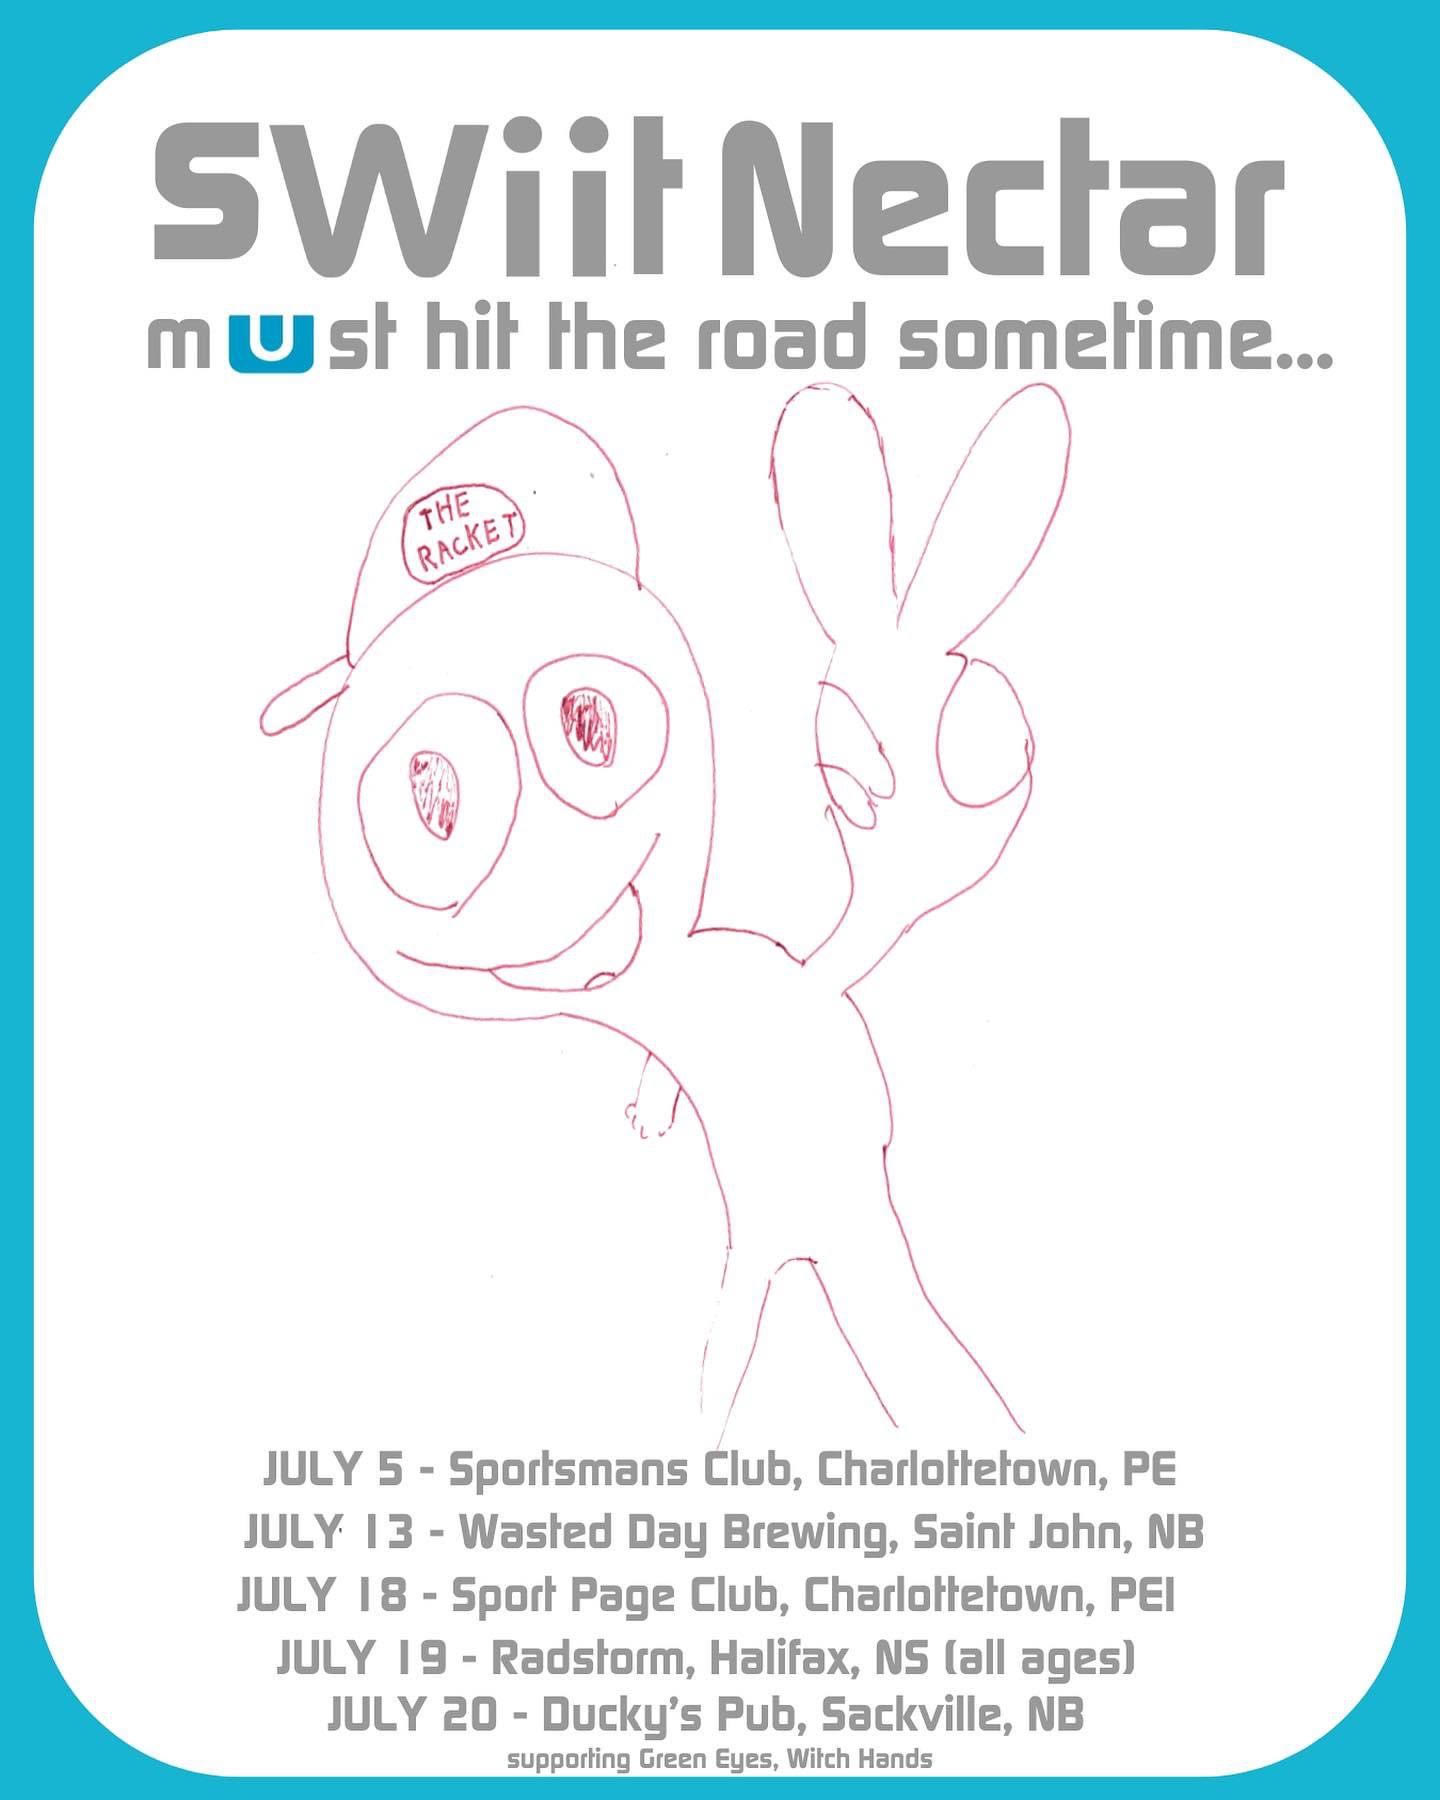 SWiit Nectar
mUst hit the road sometime...
THE
RACKET
JULY 5 - Sportsmans Club, Charlottetown, PE
JULY 13 - Wasted Day Brewing, Saint John, NB
JULY 18 - Sport Page Club, Charlottetown, PEI
JULY 19 - Radstorm, Halifax, NS (all ages)
JULY 20 - Ducky's Pub, Sackville, NB
supporting Green Eyes, Witch Hands